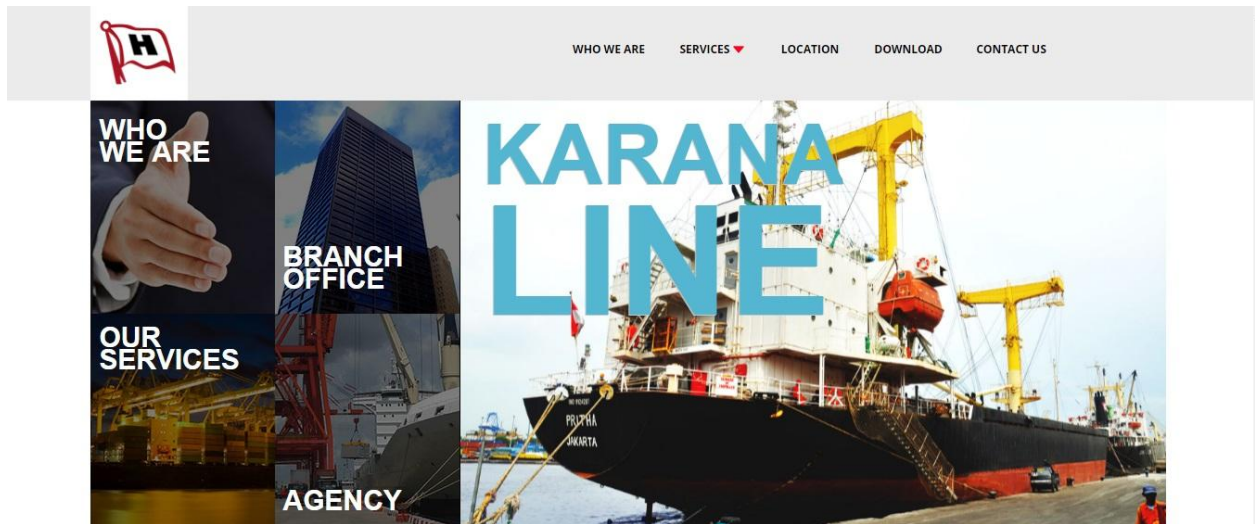 H
WHO WE ARE
SERVICES
LOCATION
DOWNLOAD
CONTACT US
WHO
WE ARE
BRANCH
OFFICE
OUR
SERVICES
AGENCY
KARANA
LINE
PRITHA
JAKARTA